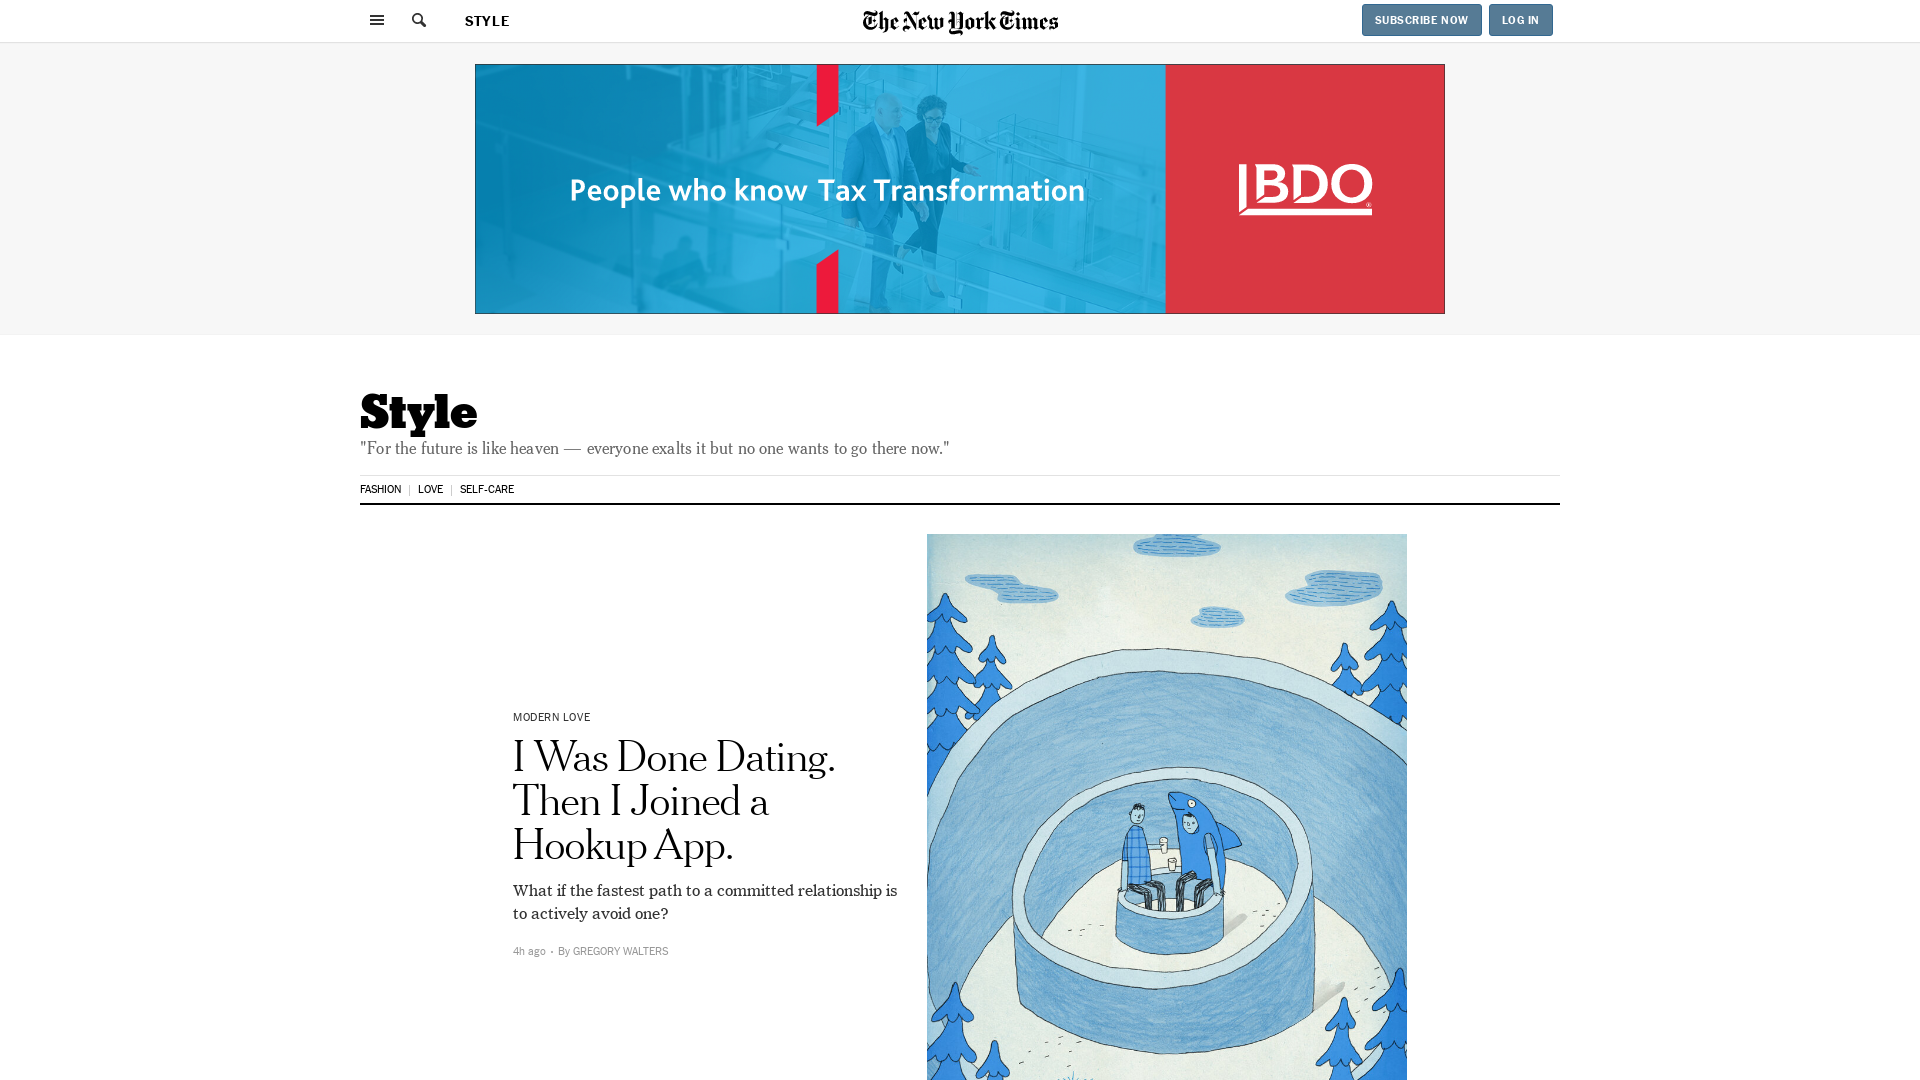 STYLE
The New York Times
SUBSCRIBE NOW
LOG IN
People who know Tax Transformation
BDO
Style
"For the future is like heaven — everyone exalts it but no one wants to go there now."
FASHION | LOVE | SELF-CARE
MODERN LOVE
I Was Done Dating.
Then I Joined a
Hookup App.
What if the fastest path to a committed relationship is
to actively avoid one?
4h ago • By GREGORY WALTERS